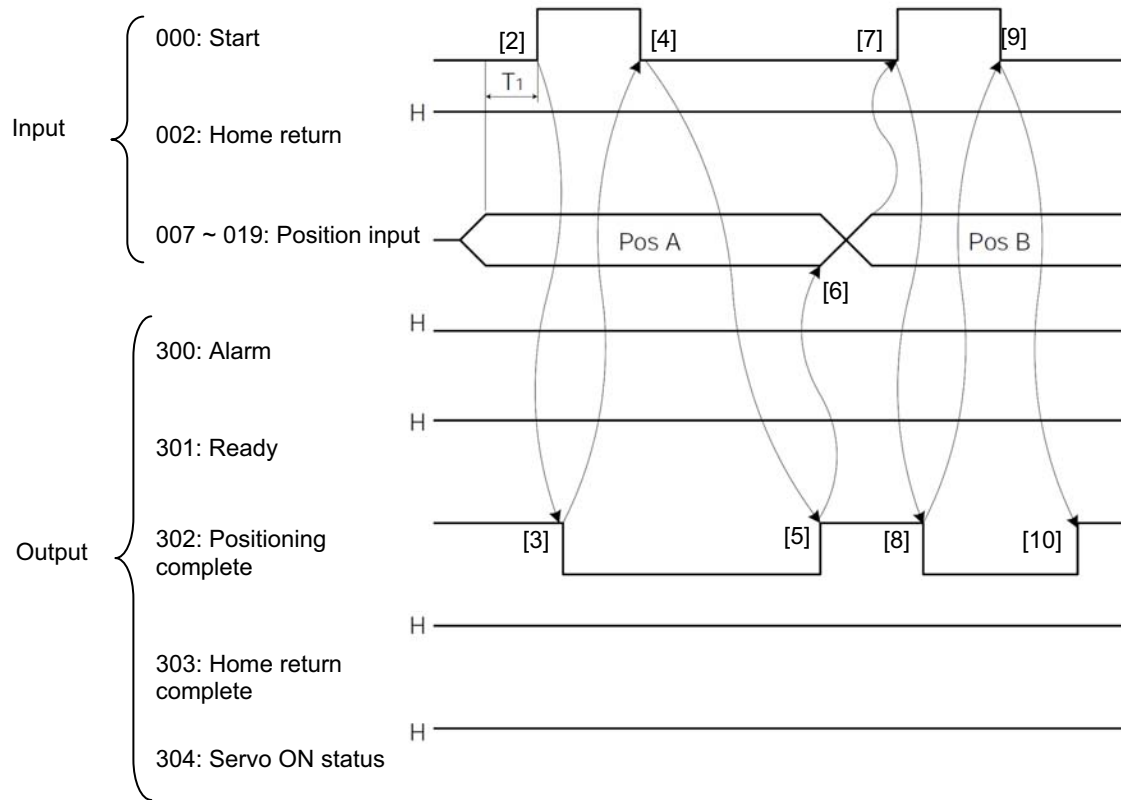 000: Start
[2]
[4]
[7]
[9]
T1
H
Input
002: Home return
007 ~ 019: Position input
Pos A
Pos B
[6]
H
300: Alarm
H
301: Ready
Output
302: Positioning
complete
[3]
[5]
[8]
[10]
H
303: Home return
complete
H
304: Servo ON status